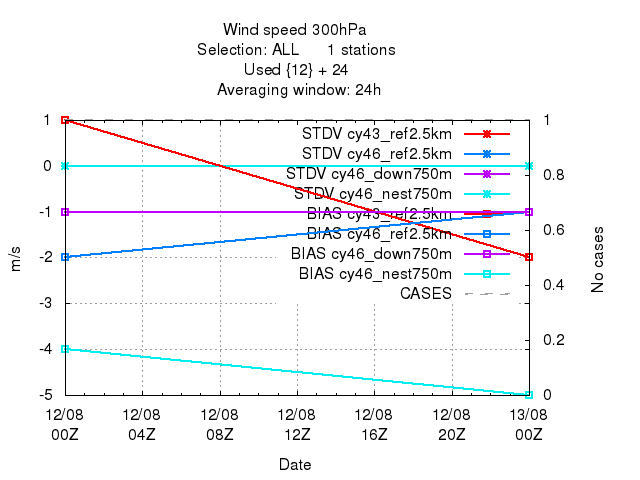 Wind speed 300hPa
Selection: ALL 1 stations
Used {12} + 24
Averaging window: 24h
1
0
-1
-2
-3
-4
-5
m/s
STDV cy43_ref2.5km
STDV cy46_ref2.5km
STDV cy46_down750m
STDV cy46_nest750m
BIAS cy43_ref2.5km
BIAS cy46_ref2.5km
BIAS cy46_down750m
BIAS cy46_nest750m
CASES
1
0.8
0.6
0.4
0.2
0
No cases
12/08 12/08 12/08 12/08 12/08 12/08 13/08
00Z 04Z 08Z 12Z 16Z 20Z 00Z
Date